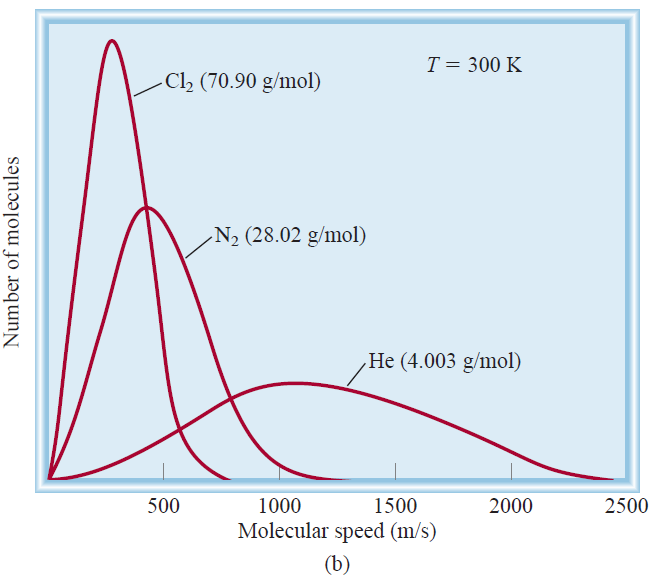 T = 300 K
Cl₂ (70.90 g/mol)
N₂ (28.02 g/mol)
He (4.003 g/mol)
Number of molecules
500 1000 1500 2000 2500
Molecular speed (m/s)
(b)